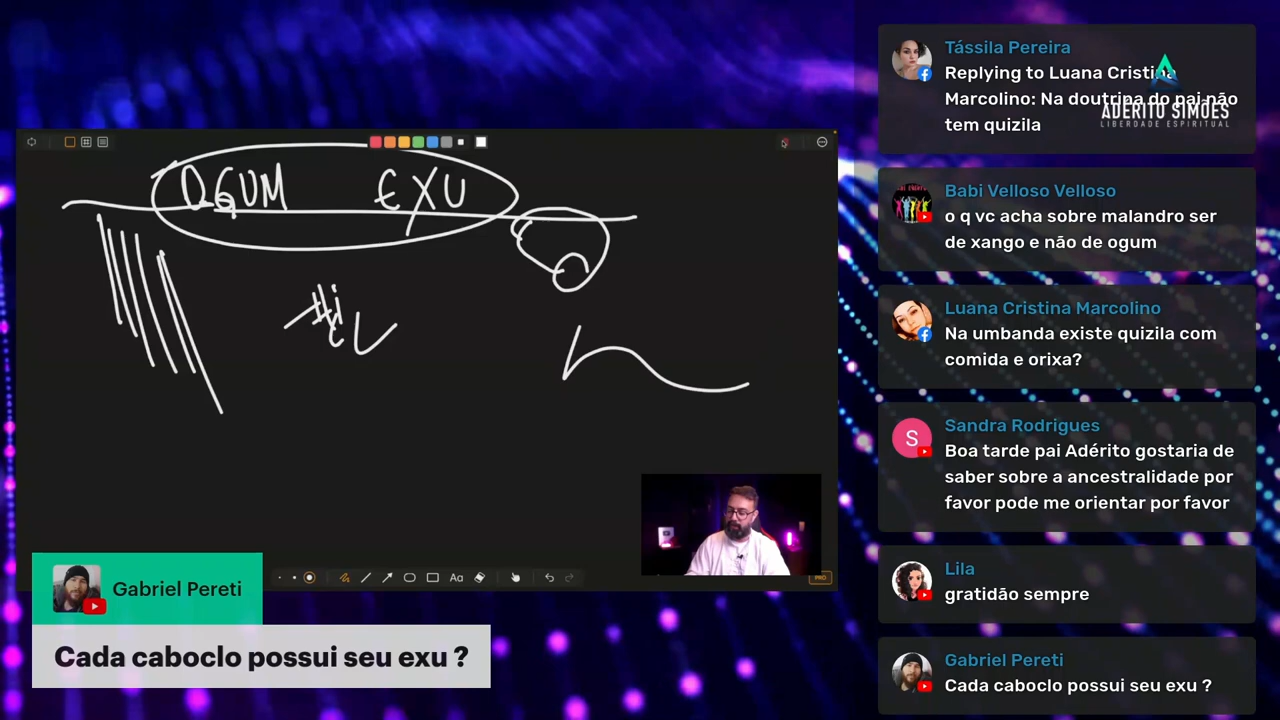 OGUM EXU
Gabriel Pereti
Cada caboclo possui seu exu ?
Aa
PRO
Tássila Pereira
Replying to Luana Cristina
Marcolino: Na doutrina do pai não
tem quizila
ADÉRITO SIMÕES
LIBERDADE ESPIRITUAL
Babi Velloso Velloso
o q vc acha sobre malandro ser
de xango e não de ogum
Luana Cristina Marcolino
Na umbanda existe quizila com
comida e orixa?
S
Sandra Rodrigues
Boa tarde pai Adérito gostaria de
saber sobre a ancestralidade por
favor pode me orientar por favor
Lila
gratidão sempre
Gabriel Pereti
Cada caboclo possui seu exu ?